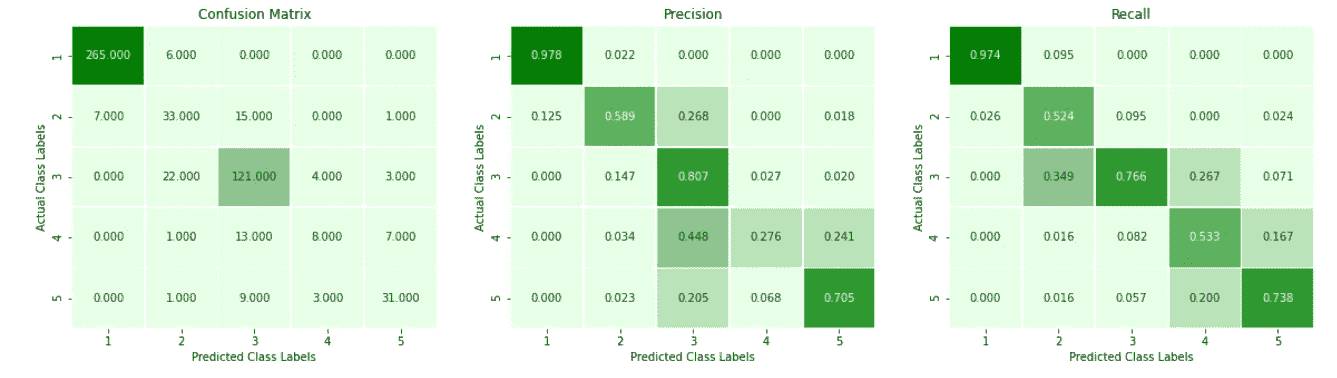 Confusion Matrix
Precision
Recall
Actual Class Labels
1 265.000 6.000 0.000 0.000 0.000
2 7.000 33.000 15.000 0.000 1.000
3 0.000 22.000 121.000 4.000 3.000
4 0.000 1.000 13.000 8.000 7.000
5 0.000 1.000 9.000 3.000 31.000
1 2 3 4 5
Predicted Class Labels
Actual Class Labels
1 0.978 0.022 0.000 0.000 0.000
2 0.125 0.589 0.268 0.000 0.018
3 0.000 0.147 0.807 0.027 0.020
4 0.000 0.034 0.448 0.276 0.241
5 0.000 0.023 0.205 0.068 0.705
1 2 3 4 5
Predicted Class Labels
Actual Class Labels
1 0.974 0.095 0.000 0.000 0.000
2 0.026 0.524 0.095 0.000 0.024
3 0.000 0.349 0.766 0.267 0.071
4 0.000 0.016 0.082 0.533 0.167
5 0.000 0.016 0.057 0.200 0.738
1 2 3 4 5
Predicted Class Labels